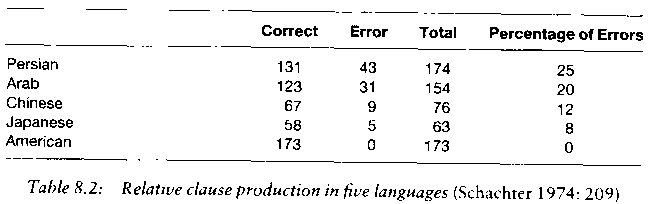 Correct Error Total Percentage of Errors
Persian 131 43 174 25
Arab 123 31 154 20
Chinese 67 9 76 12
Japanese 58 5 63 8
American 173 0 173 0
Table 8.2: Relative clause production in five languages (Schachter 1974: 209)